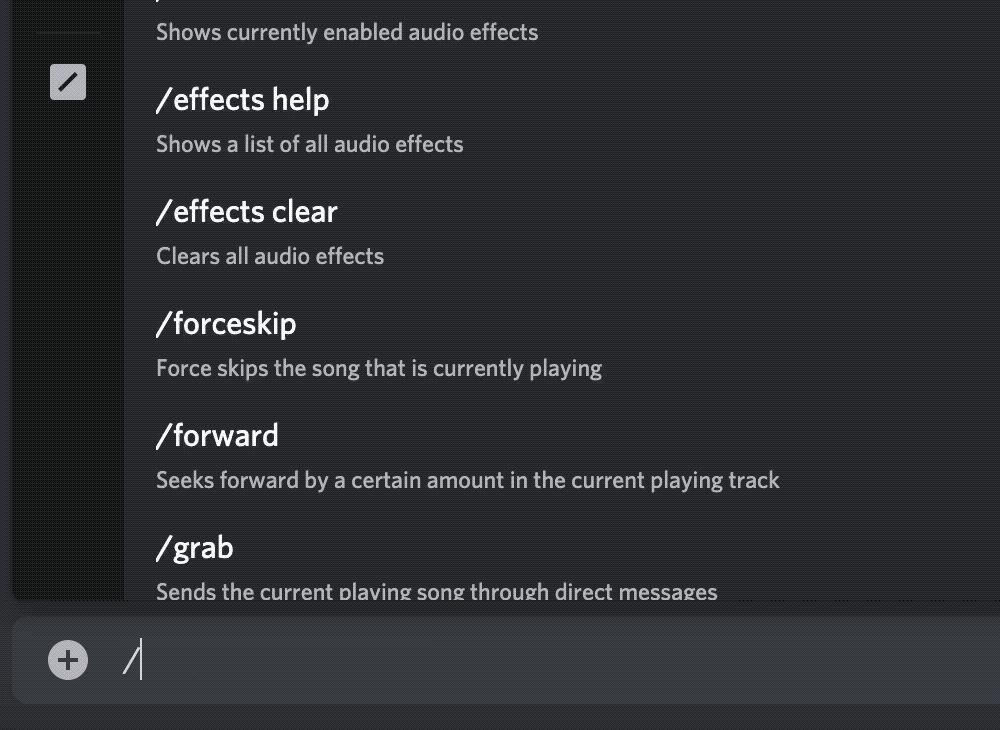 Shows currently enabled audio effects
/effects help
Shows a list of all audio effects
/effects clear
Clears all audio effects
/forceskip
Force skips the song that is currently playing
/forward
Seeks forward by a certain amount in the current playing track
/grab
Sends the current playing song through direct messages
/